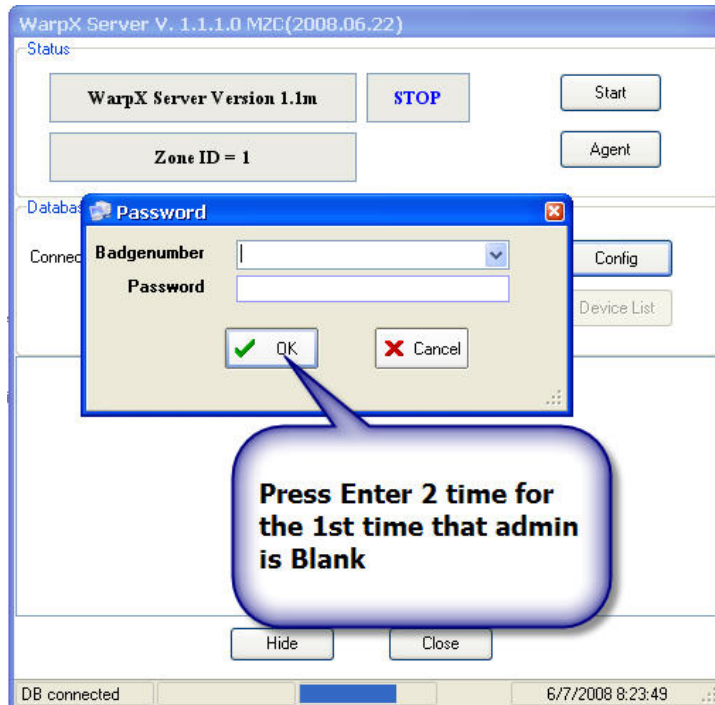 WarpX Server V. 1.1.1.0 MZC(2008.06.22)
Status
WarpX Server Version 1.1m
STOP
Start
Zone ID = 1
Agent
Password
Badgenumber
Password
OK
Cancel
Config
Device List
Press Enter 2 time for
the 1st time that admin
is Blank
Hide
Close
DB connected
6/7/2008 8:23:49